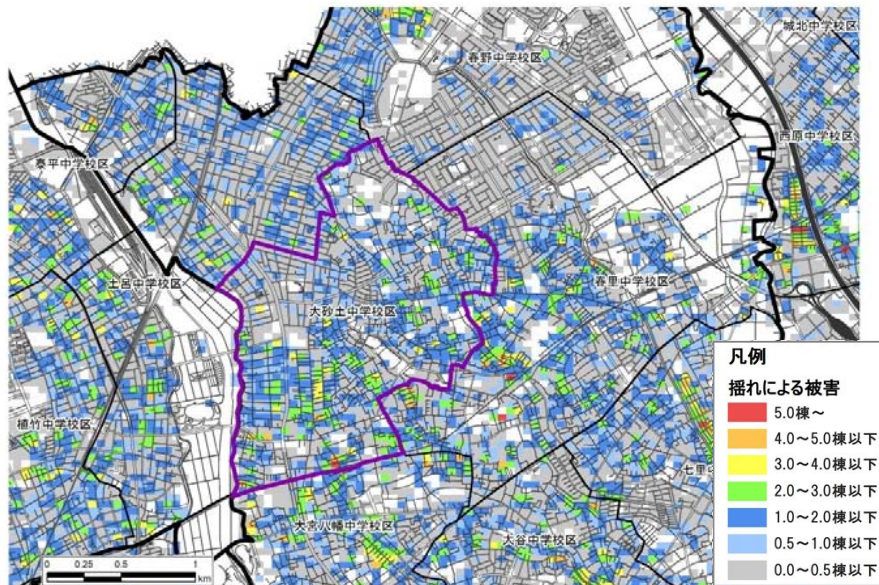 城北中学校区
春野中学校区
西原中学校区
泰平中学校区
土呂中学校区
春里中学校区
大砂土中学校区
植竹中学校区
七里
大宮八幡中学校区
大谷中学校区
凡例
揺れによる被害
5.0棟~
4.0~5.0棟以下
3.0~4.0棟以下
2.0~3.0棟以下
1.0~2.0棟以下
0.5~1.0棟以下
0.0~0.5棟以下
0 0.25 0.5 1
km